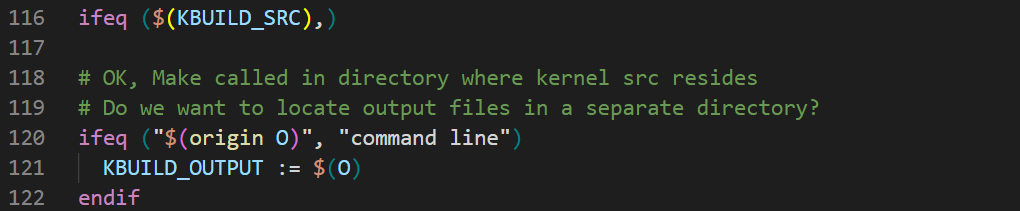 116 ifeq ($(KBUILD_SRC),)
117
118 # OK, Make called in directory where kernel src resides
119 # Do we want to locate output files in a separate directory?
120 ifeq ("$(origin O)", "command line")
121   KBUILD_OUTPUT := $(O)
122 endif